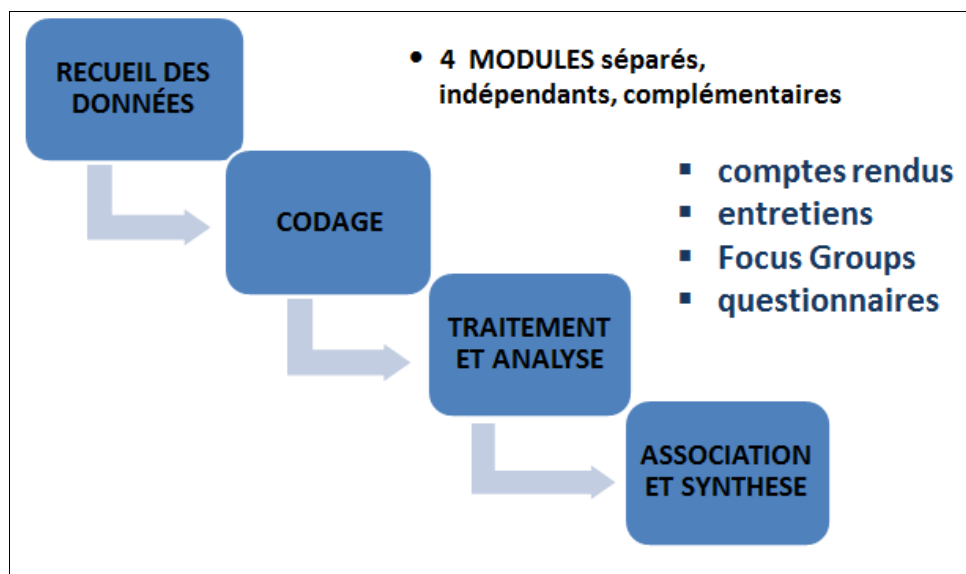 RECUEIL DES
DONNÉES
• 4 MODULES séparés,
indépendants, complémentaires
▪ comptes rendus
▪ entretiens
▪ Focus Groups
▪ questionnaires
CODAGE
TRAITEMENT
ET ANALYSE
ASSOCIATION
ET SYNTHESE